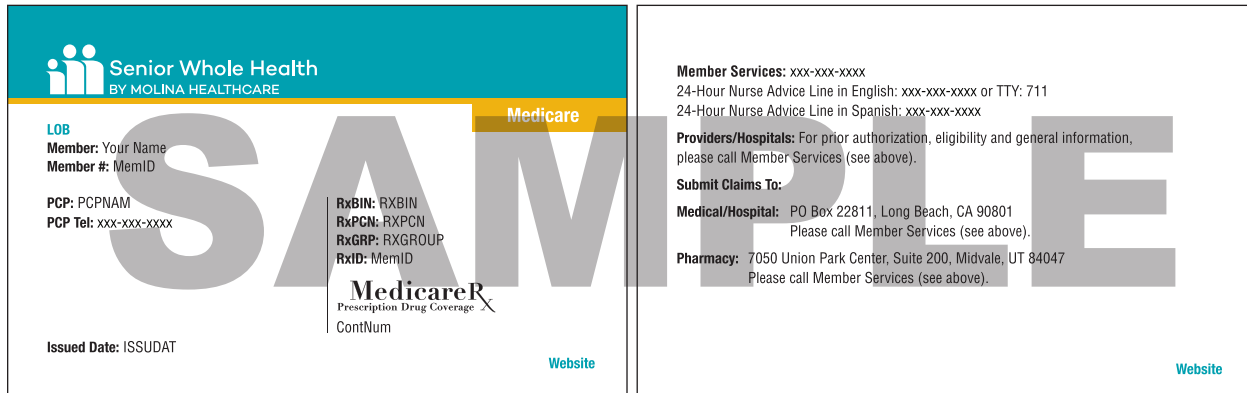 Senior Whole Health
BY MOLINA HEALTHCARE
Medicare
LOB
Member: Your Name
Member #: MemID
PCP: PCPNAM
PCP Tel: xxx-xxx-xxxx
RxBIN: RXBIN
RxPCN: RXPCN
RxGRP: RXGROUP
RxID: MemID
MedicareRx
Prescription Drug Coverage
ContNum
Issued Date: ISSUDAT
Website
Member Services: xxx-xxx-xxxx
24-Hour Nurse Advice Line in English: xxx-xxx-xxxx or TTY: 711
24-Hour Nurse Advice Line in Spanish: xxx-xxx-xxxx
Providers/Hospitals: For prior authorization, eligibility and general information,
please call Member Services (see above).
Submit Claims To:
Medical/Hospital: PO Box 22811, Long Beach, CA 90801
Please call Member Services (see above).
Pharmacy: 7050 Union Park Center, Suite 200, Midvale, UT 84047
Please call Member Services (see above).
Website
SAMPLE